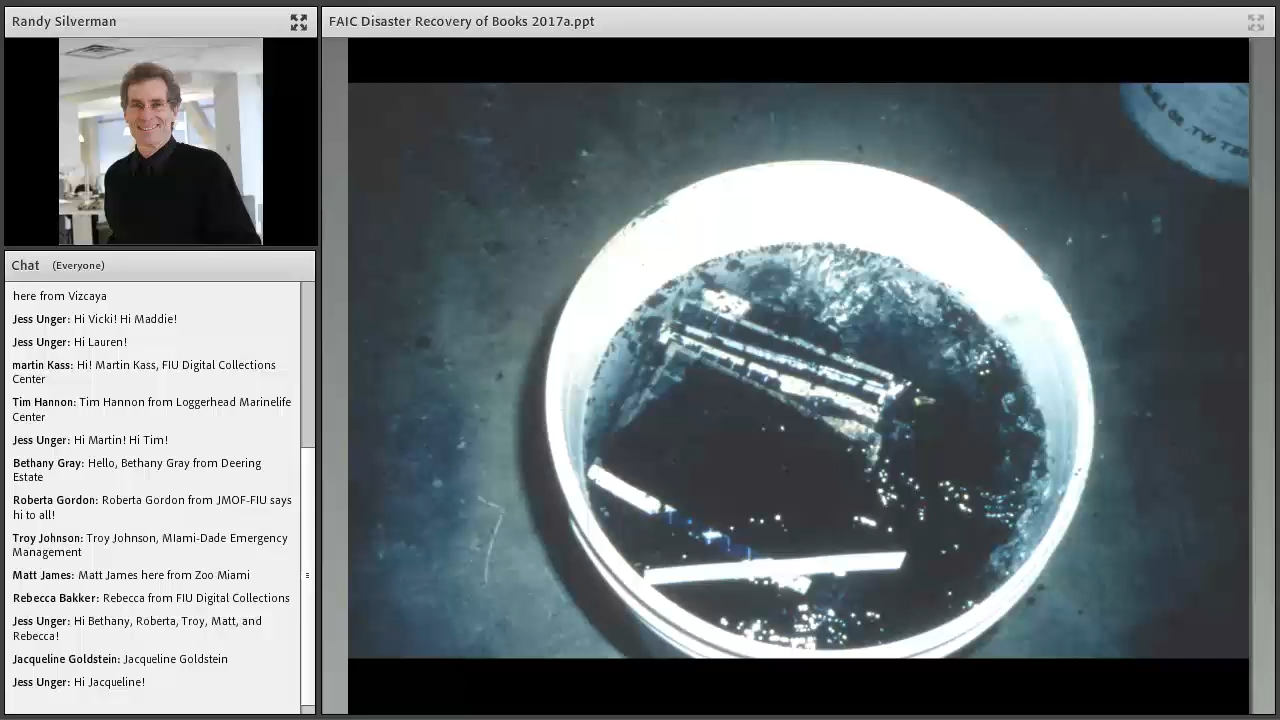 Randy Silverman
FAIC Disaster Recovery of Books 2017a.ppt
Chat (Everyone)
here from Vizcaya
Jess Unger: Hi Vicki! Hi Maddie!
Jess Unger: Hi Lauren!
martin Kass: Hi! Martin Kass, FIU Digital Collections
Center
Tim Hannon: Tim Hannon from Loggerhead Marinelife
Center
Jess Unger: Hi Martin! Hi Tim!
Bethany Gray: Hello, Bethany Gray from Deering
Estate
Roberta Gordon: Roberta Gordon from JMOF-FIU says
hi to all!
Troy Johnson: Troy Johnson, MIami-Dade Emergency
Management
Matt James: Matt James here from Zoo Miami
Rebecca Bakker: Rebecca from FIU Digital Collections
Jess Unger: Hi Bethany, Roberta, Troy, Matt, and
Rebecca!
Jacqueline Goldstein: Jacqueline Goldstein
Jess Unger: Hi Jacqueline!